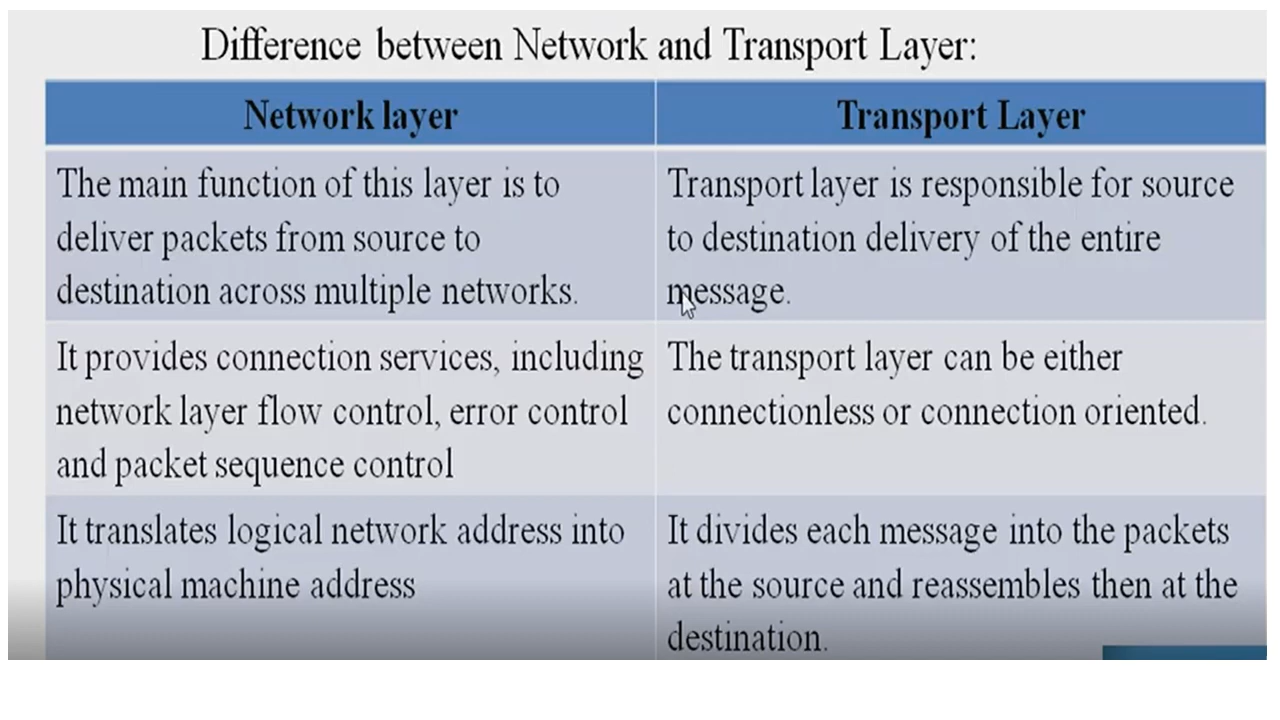 Difference between Network and Transport Layer:
Network layer
Transport Layer
The main function of this layer is to
deliver packets from source to
destination across multiple networks.
Transport layer is responsible for source
to destination delivery of the entire
message.
It provides connection services, including
network layer flow control, error control
and packet sequence control
The transport layer can be either
connectionless or connection oriented.
It translates logical network address into
physical machine address
It divides each message into the packets
at the source and reassembles then at the
destination.